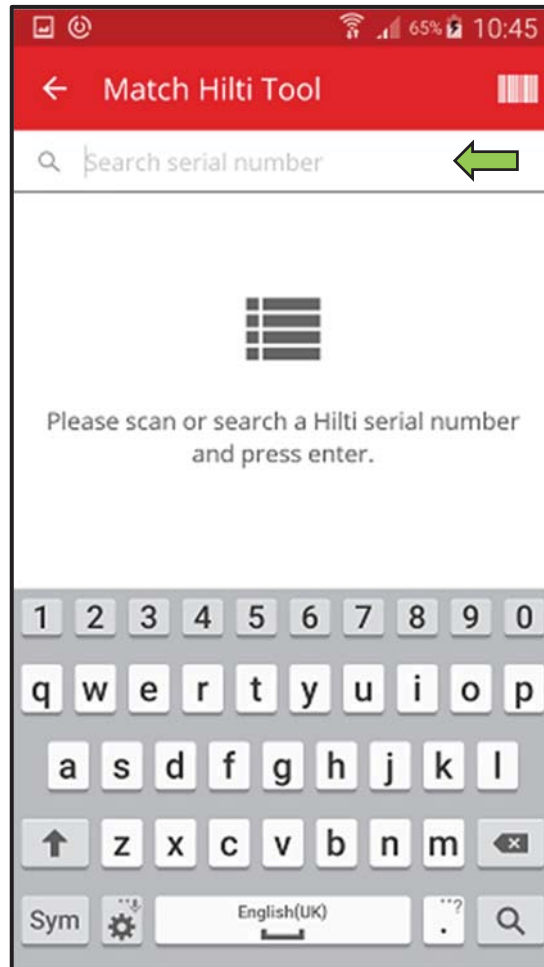 65% 10:45
Match Hilti Tool
Search serial number
Please scan or search a Hilti serial number
and press enter.
1 2 3 4 5 6 7 8 9 0
q w e r t y u i o p
a s d f g h j k l
z x c v b n m
Sym English(UK) . ...?